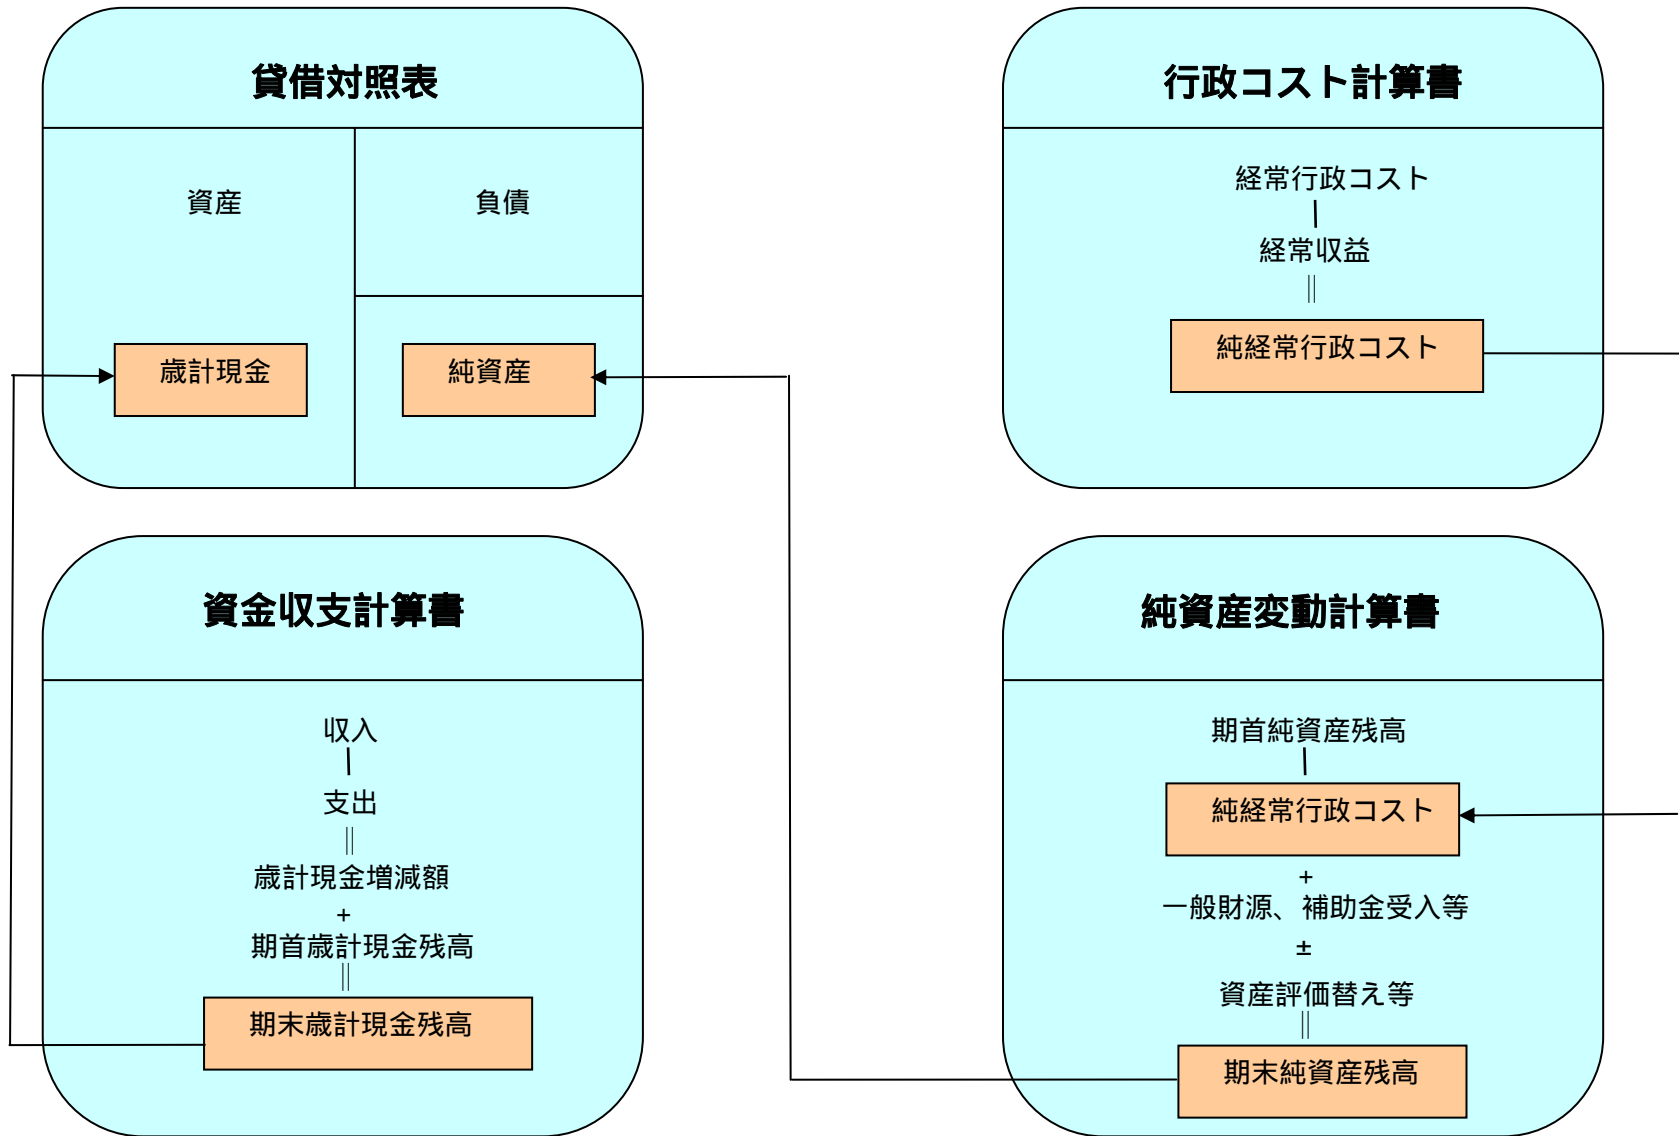 貸借対照表
資産
負債
歳計現金
純資産
行政コスト計算書
経常行政コスト
|
経常収益
||
純経常行政コスト
資金収支計算書
収入
|
支出
||
歳計現金増減額
+
期首歳計現金残高
||
期末歳計現金残高
純資産変動計算書
期首純資産残高
|
純経常行政コスト
+
一般財源、補助金受入等
±
資産評価替え等
||
期末純資産残高